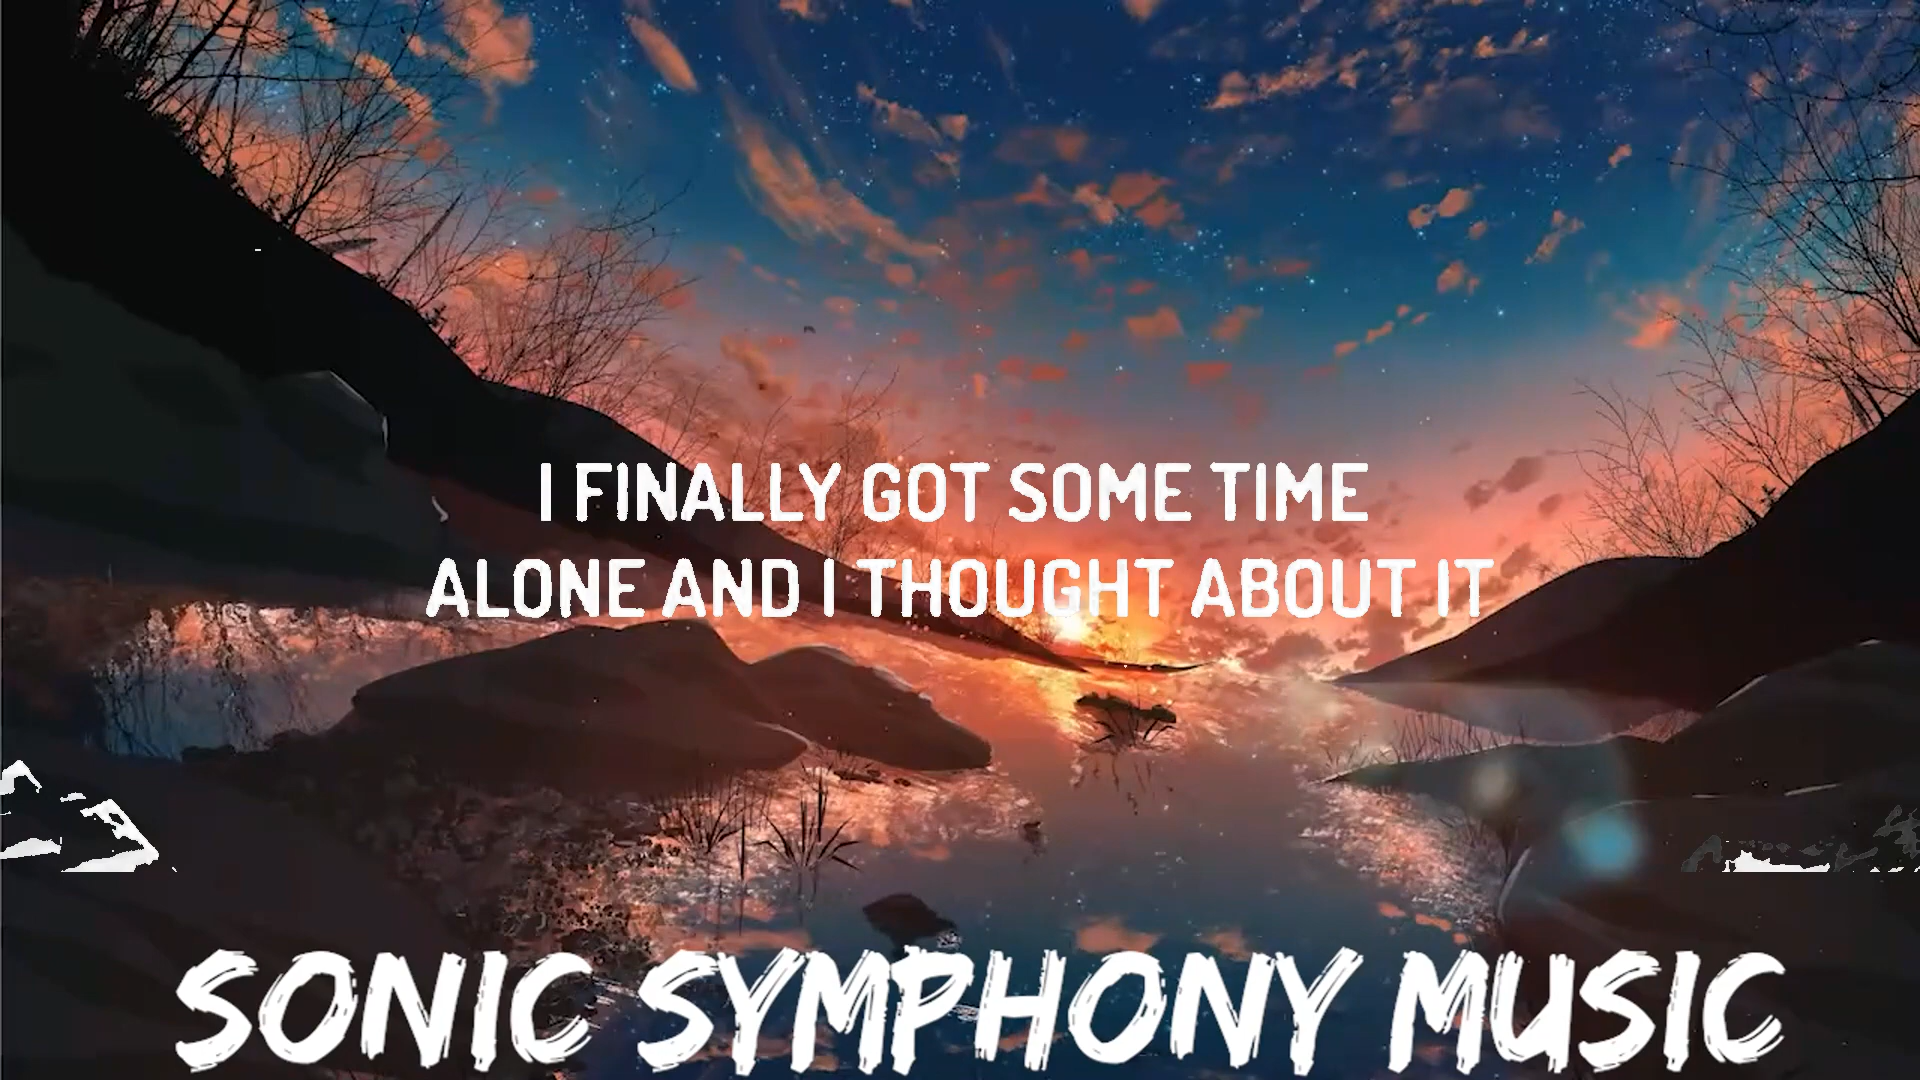 I FINALLY GOT SOME TIME
ALONE AND I THOUGHT ABOUT IT
SONIC SYMPHONY MUSIC